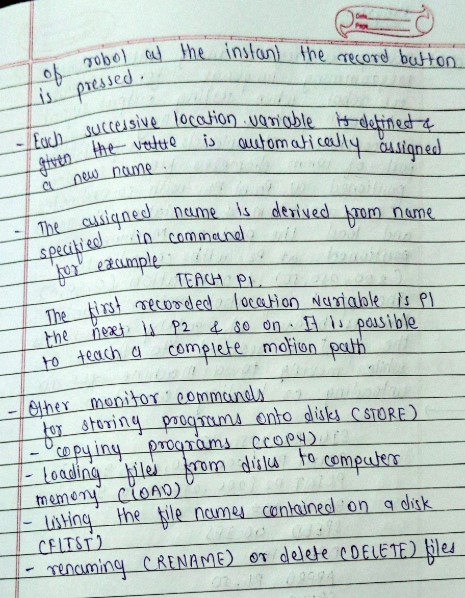 Date
of robot at the instant the record button
is pressed.
- Each successive location variable is defined &
given the value is automatically assigned
a new name.
- The assigned name is derived from name
specified in command
for example
TEACH P1.
The first recorded location variable is P1
the next is P2 & so on. It is possible
to teach a complete motion path
- Other monitor commands
for storing programs onto disks (STORE)
- copying programs (COPY)
- loading files from disks to computer
memory (LOAD)
- listing the file names contained on a disk
(FLIST)
- renaming (RENAME) or delete (DELETE) files